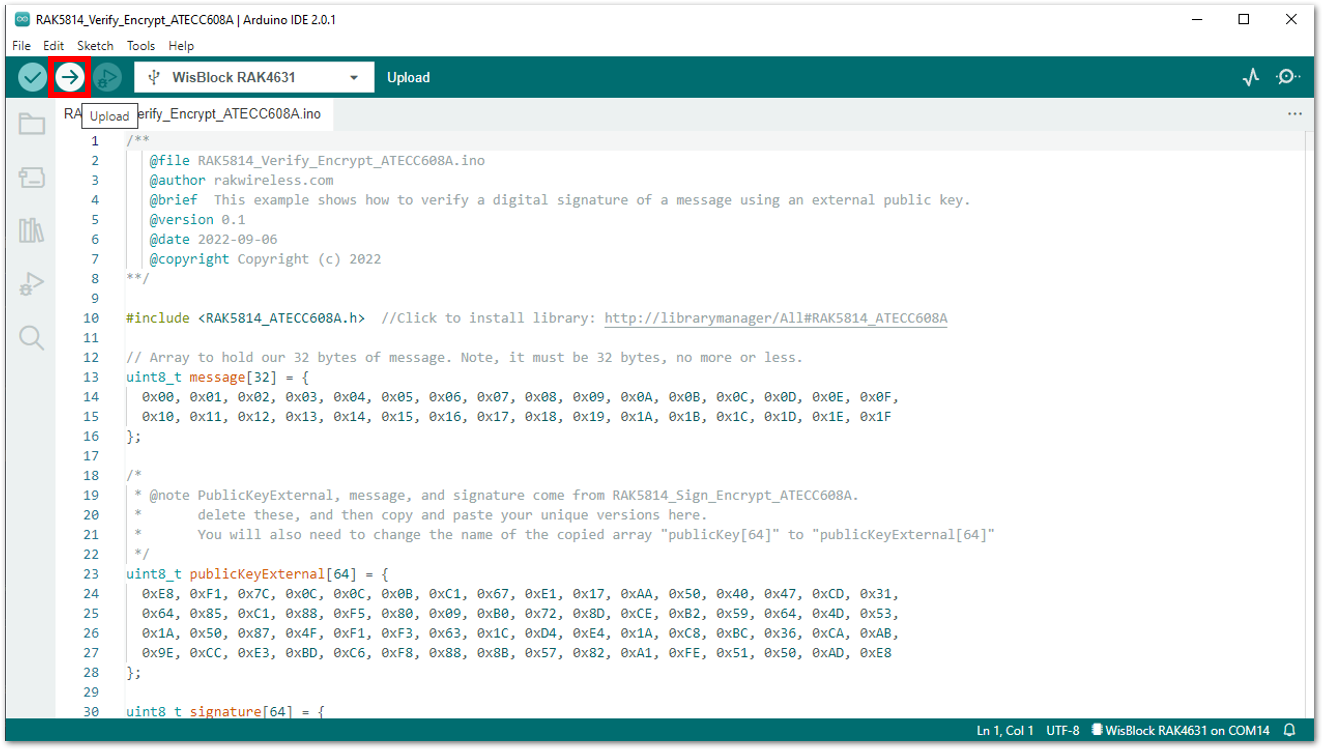 RAK5814_Verify_Encrypt_ATECC608A | Arduino IDE 2.0.1
File Edit Sketch Tools Help
WisBlock RAK4631 Upload
RA erify_Encrypt_ATECC608A.ino
Upload
1 /**
2 @file RAK5814_Verify_Encrypt_ATECC608A.ino
3 @author rakwireless.com
4 @brief This example shows how to verify a digital signature of a message using an external public key.
5 @version 0.1
6 @date 2022-09-06
7 @copyright Copyright (c) 2022
8 **/
9
10 #include <RAK5814_ATECC608A.h> //Click to install library: http://librarymanager/All#RAK5814_ATECC608A
11
12 // Array to hold our 32 bytes of message. Note, it must be 32 bytes, no more or less.
13 uint8_t message[32] = {
14 0x00, 0x01, 0x02, 0x03, 0x04, 0x05, 0x06, 0x07, 0x08, 0x09, 0x0A, 0x0B, 0x0C, 0x0D, 0x0E, 0x0F,
15 0x10, 0x11, 0x12, 0x13, 0x14, 0x15, 0x16, 0x17, 0x18, 0x19, 0x1A, 0x1B, 0x1C, 0x1D, 0x1E, 0x1F
16 };
17
18 /*
19 * @note PublicKeyExternal, message, and signature come from RAK5814_Sign_Encrypt_ATECC608A.
20 * delete these, and then copy and paste your unique versions here.
21 * You will also need to change the name of the copied array "publicKey[64]" to "publicKeyExternal[64]"
22 */
23 uint8_t publicKeyExternal[64] = {
24 0xE8, 0xF1, 0x7C, 0x0C, 0x0C, 0x0B, 0xC1, 0x67, 0xE1, 0x17, 0xAA, 0x50, 0x40, 0x47, 0xCD, 0x31,
25 0x64, 0x85, 0xC1, 0x88, 0xF5, 0x80, 0x09, 0xB0, 0x72, 0x8D, 0xCE, 0xB2, 0x59, 0x64, 0x4D, 0x53,
26 0x1A, 0x50, 0x87, 0x4F, 0xF1, 0xF3, 0x63, 0x1C, 0xD4, 0xE4, 0x1A, 0xC8, 0xBC, 0x36, 0xCA, 0xAB,
27 0x9E, 0xCC, 0xE3, 0xBD, 0xC6, 0xF8, 0x88, 0x8B, 0x57, 0x82, 0xA1, 0xFE, 0x51, 0x50, 0xAD, 0xE8
28 };
29
30 uint8_t signature[64] = {
Ln 1, Col 1 UTF-8 WisBlock RAK4631 on COM14